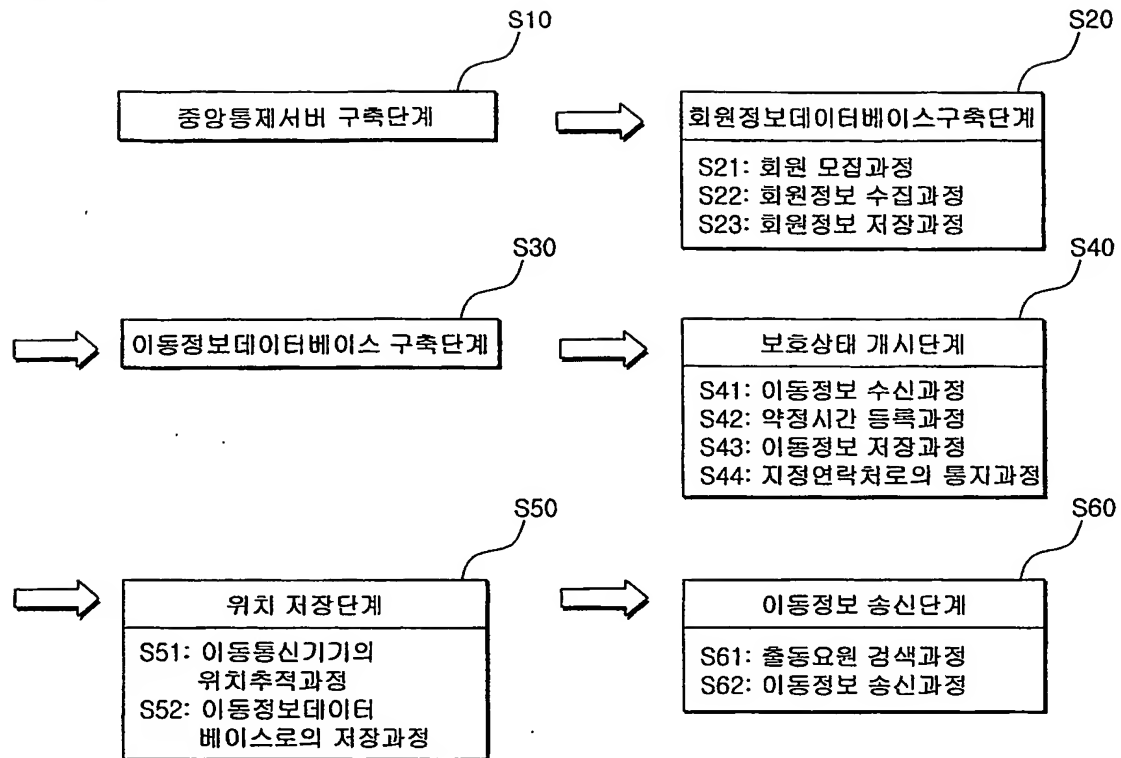 S10
S20
중앙통제서버 구축단계
회원정보데이터베이스구축단계
S21: 회원 모집과정
S22: 회원정보 수집과정
S23: 회원정보 저장과정
S30
S40
이동정보데이터베이스 구축단계
보호상태 개시단계
S41: 이동정보 수신과정
S42: 약정시간 등록과정
S43: 이동정보 저장과정
S44: 지정연락처로의 통지과정
S50
S60
위치 저장단계
S51: 이동통신기기의
위치추적과정
S52: 이동정보데이터
베이스로의 저장과정
이동정보 송신단계
S61: 출동요원 검색과정
S62: 이동정보 송신과정